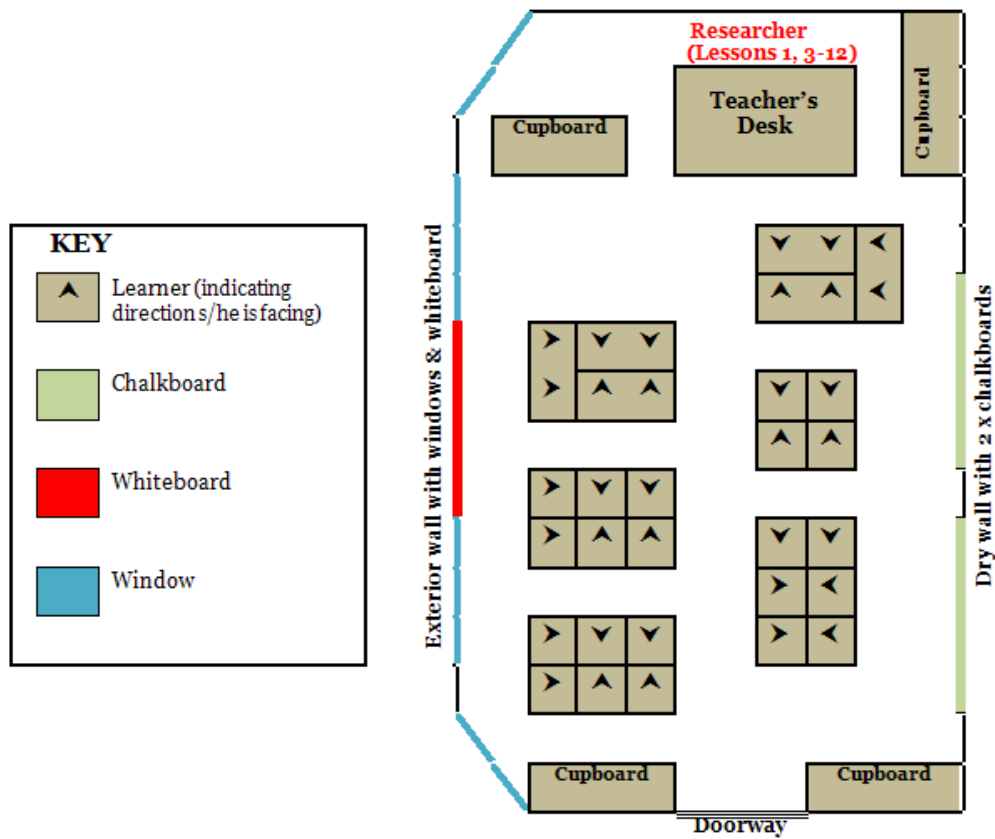 Researcher
(Lessons 1, 3-12)
Teacher's
Desk
Cupboard
Cupboard
KEY
Learner (indicating
direction s/he is facing)
Chalkboard
Whiteboard
Window
Exterior wall with windows & whiteboard
Dry wall with 2 x chalkboards
Cupboard
Cupboard
Doorway